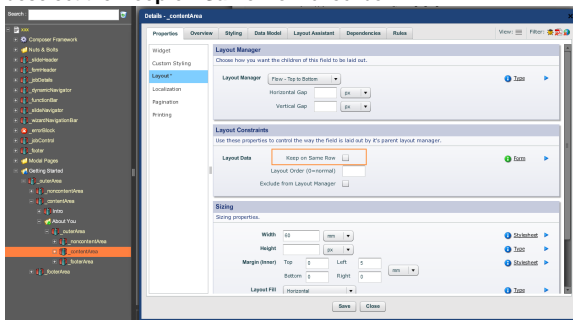 Search :
xxx
Composer Framework
Nuts & Bolts
_slideHeader
_formHeader
_jobDetails
_dynamicNavigator
_functionBar
_slideNavigator
_wizardNavigationBar
_errorBlock
_jobControl
_footer
Modal Pages
Getting Started
_outerArea
_noncontentArea
_contentArea
Intro
About You
_outerArea
_noncontentArea
_contentArea
_footerArea
_footerArea
Details - _contentArea
Properties Overview Styling Data Model Layout Assistant Dependencies Rules View: Filter:
Widget
Custom Styling
Layout*
Localization
Pagination
Printing
Layout Manager
Choose how you want the children of this field to be laid out.
Layout Manager Flow - Top to Bottom Type
Horizontal Gap px
Vertical Gap px
Layout Constraints
Use these properties to control the way the field is laid out by it's parent layout manager.
Layout Data Keep on Same Row Form
Layout Order (0=normal)
Exclude from Layout Manager
Sizing
Sizing properties.
Width 60 mm Stylesheet
Height px Type
Margin (inner) Top 0 Left 5 mm Stylesheet
Bottom 0 Right 0
Layout Fill Horizontal Type
Save Close